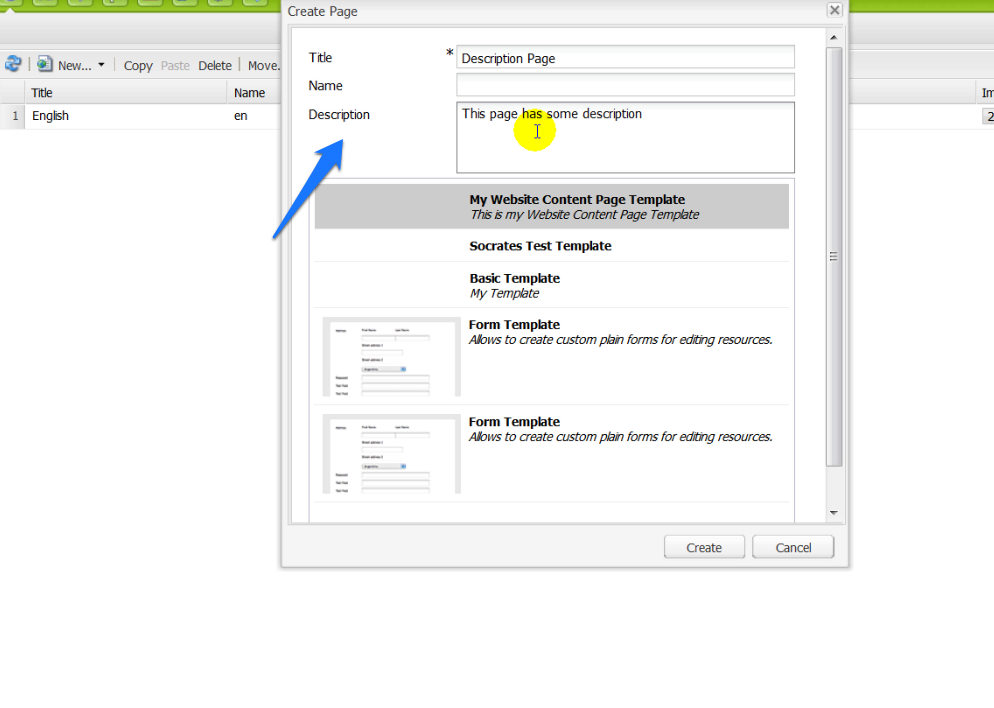 Create Page
Title * Description Page
Name
Description This page has some description
New... Copy Paste Delete Move.
Title Name Im
1 English en 2
My Website Content Page Template
This is my Website Content Page Template
Socrates Test Template
Basic Template
My Template
Form Template
Allows to create custom plain forms for editing resources.
Form Template
Allows to create custom plain forms for editing resources.
Create Cancel